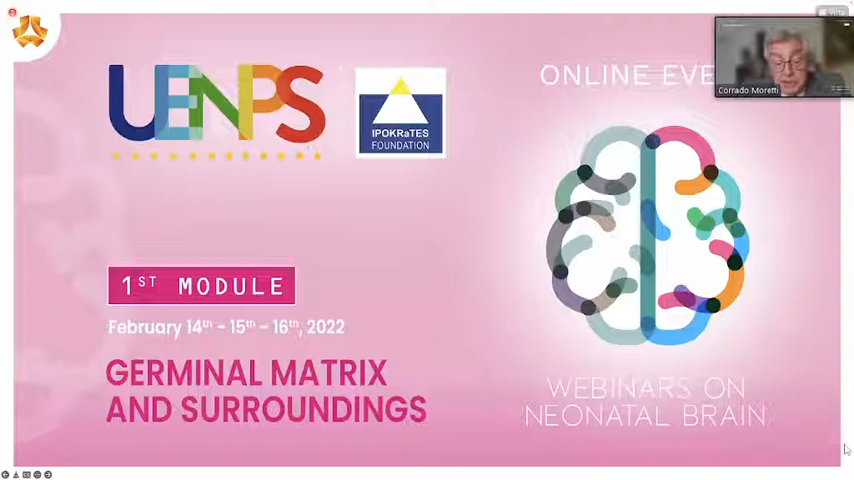 UENPS
IPOKRaTES
FOUNDATION
ONLINE EVE
Corrado Moretti
1ST MODULE
February 14th - 15th - 16th, 2022
GERMINAL MATRIX
AND SURROUNDINGS
WEBINARS ON
NEONATAL BRAIN